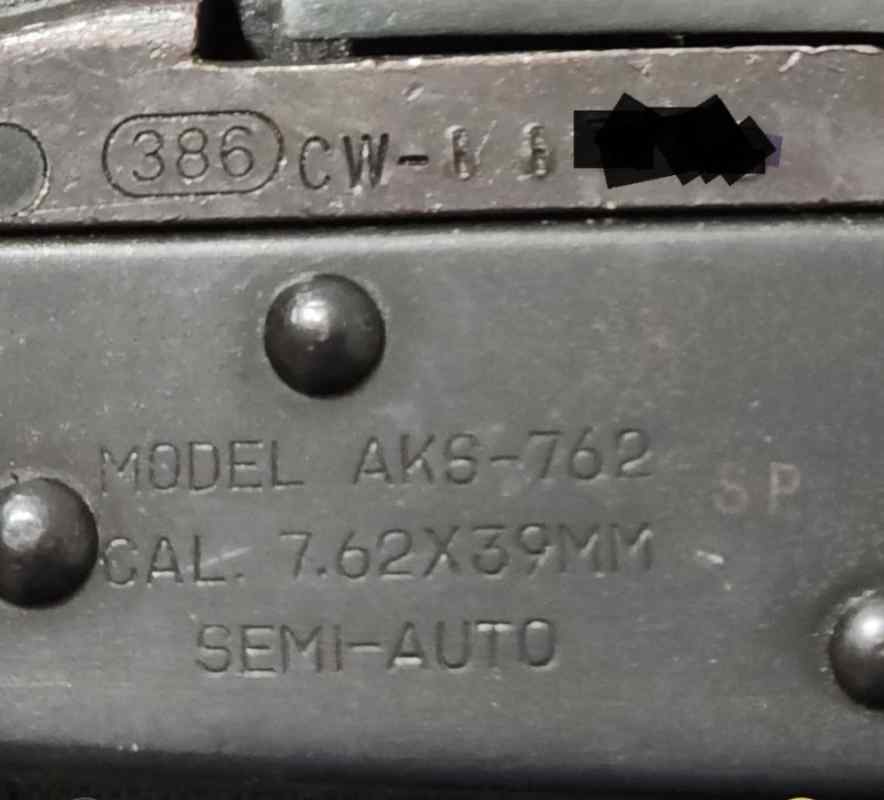 386 CW-
MODEL AKS-762
SP
CAL. 7.62X39MM
SEMI-AUTO